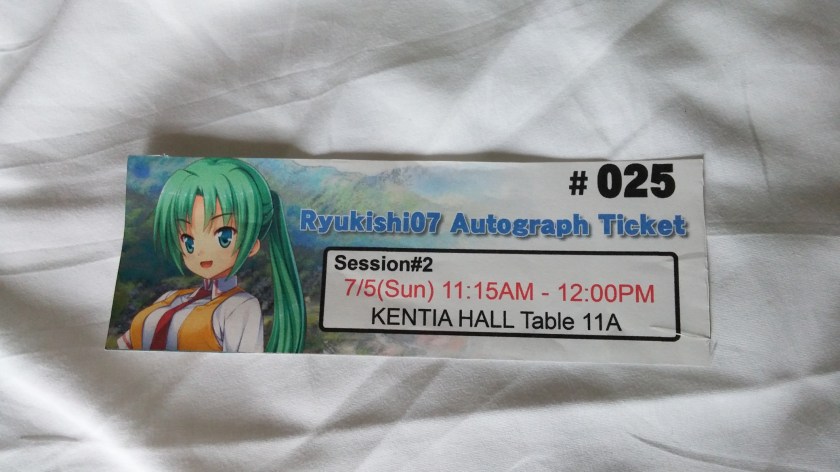 # 025
Ryukishi07 Autograph Ticket
Session#2
7/5(Sun) 11:15AM - 12:00PM
KENTIA HALL Table 11A